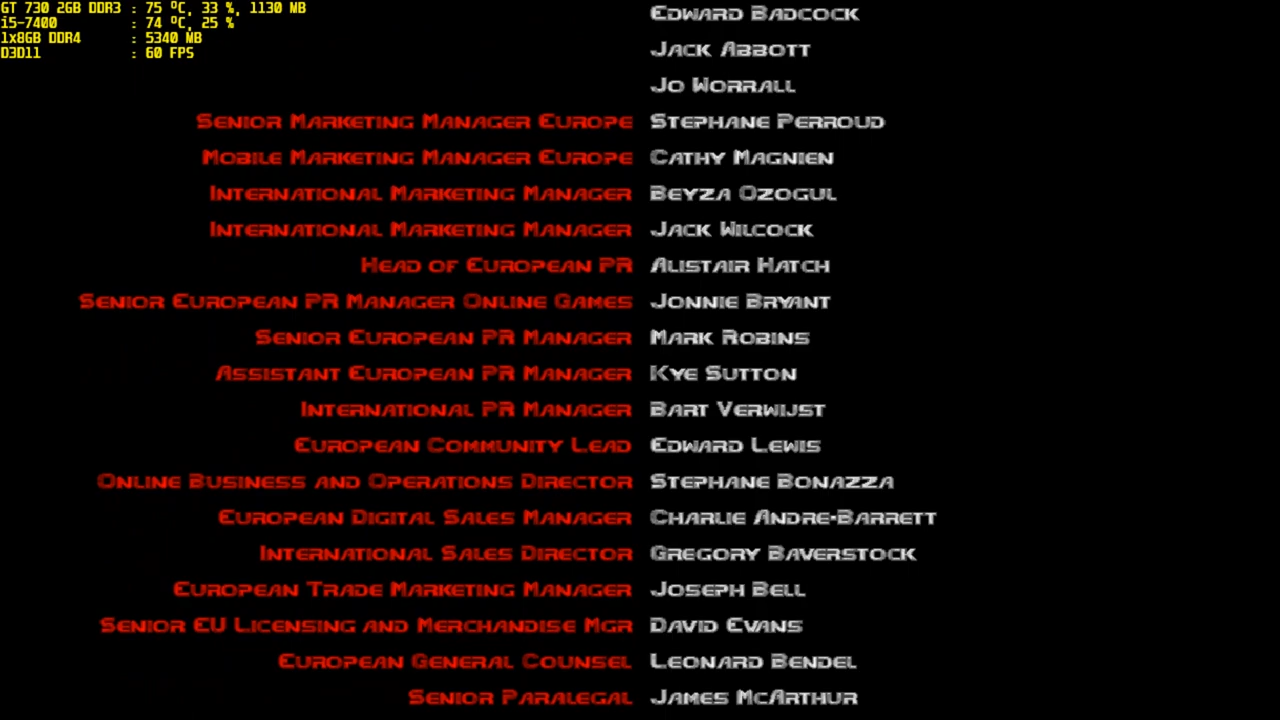 GT 730 2GB DDR3 : 75 ºC, 33 %, 1130 MB
i5-7400 : 74 ºC, 25 %
1x8GB DDR4 : 5340 MB
D3D11 : 60 FPS
Edward Badcock
Jack Abbott
Jo Worrall
Senior Marketing Manager Europe Stephane Perroud
Mobile Marketing Manager Europe Cathy Magnien
International Marketing Manager Beyza Ozogul
International Marketing Manager Jack Wilcock
Head of European PR Alistair Hatch
Senior European PR Manager Online Games Jonnie Bryant
Senior European PR Manager Mark Robins
Assistant European PR Manager Kye Sutton
International PR Manager Bart Verwijst
European Community Lead Edward Lewis
Online Business and Operations Director Stephane Bonazza
European Digital Sales Manager Charlie Andre-Barrett
International Sales Director Gregory Baverstock
European Trade Marketing Manager Joseph Bell
Senior EU Licensing and Merchandise Mgr David Evans
European General Counsel Leonard Bendel
Senior Paralegal James McArthur